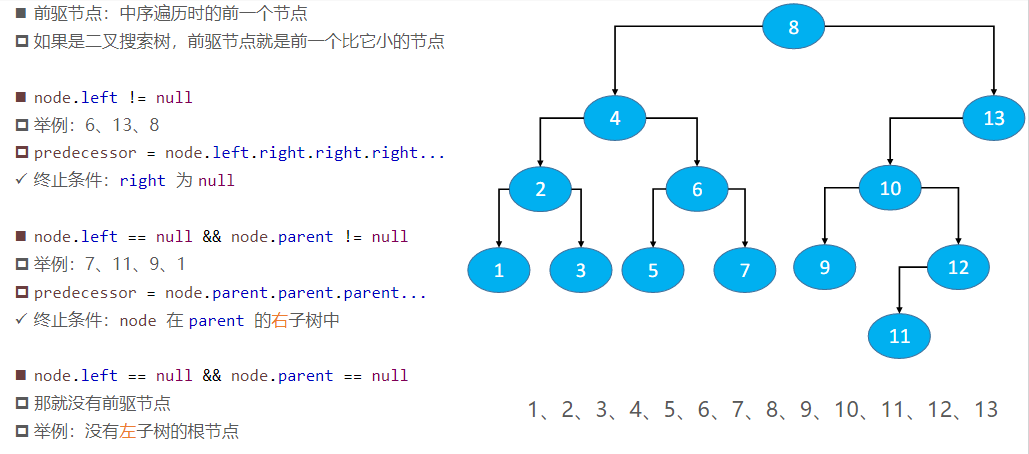 ■ 前驱节点：中序遍历时的前一个节点
◘ 如果是二叉搜索树，前驱节点就是前一个比它小的节点
■ node.left != null
◘ 举例：6、13、8
◘ predecessor = node.left.right.right.right...
✓ 终止条件：right 为 null
■ node.left == null && node.parent != null
◘ 举例：7、11、9、1
◘ predecessor = node.parent.parent.parent...
✓ 终止条件：node 在 parent 的右子树中
■ node.left == null && node.parent == null
◘ 那就没有前驱节点
◘ 举例：没有左子树的根节点
8
4 13
2 6 10
1 3 5 7 9 12
11
1、2、3、4、5、6、7、8、9、10、11、12、13